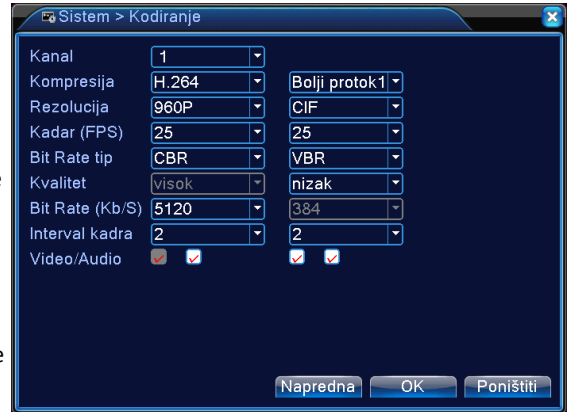 Sistem > Kodiranje
Kanal 1
Kompresija H.264 Bolji protok1
Rezolucija 960P CIF
Kadar (FPS) 25 25
Bit Rate tip CBR VBR
Kvalitet visok nizak
Bit Rate (Kb/S) 5120 384
Interval kadra 2 2
Video/Audio
Napredna OK Poništiti